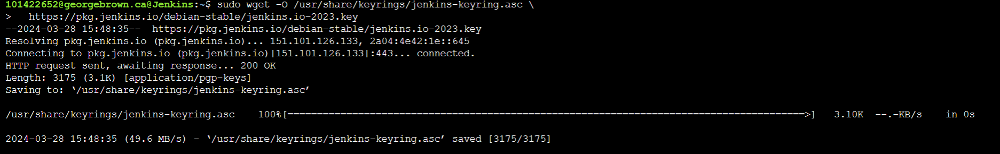 101422652@georgebrown.ca@Jenkins:~$ sudo wget -O /usr/share/keyrings/jenkins-keyring.asc \
>   https://pkg.jenkins.io/debian-stable/jenkins.io-2023.key
--2024-03-28 15:48:35--  https://pkg.jenkins.io/debian-stable/jenkins.io-2023.key
Resolving pkg.jenkins.io (pkg.jenkins.io)... 151.101.126.133, 2a04:4e42:1e::645
Connecting to pkg.jenkins.io (pkg.jenkins.io)|151.101.126.133|:443... connected.
HTTP request sent, awaiting response... 200 OK
Length: 3175 (3.1K) [application/pgp-keys]
Saving to: ‘/usr/share/keyrings/jenkins-keyring.asc’
/usr/share/keyrings/jenkins-keyring.asc    100%[========================================================================================>]   3.10K  --.-KB/s    in 0s
2024-03-28 15:48:35 (49.6 MB/s) - ‘/usr/share/keyrings/jenkins-keyring.asc’ saved [3175/3175]